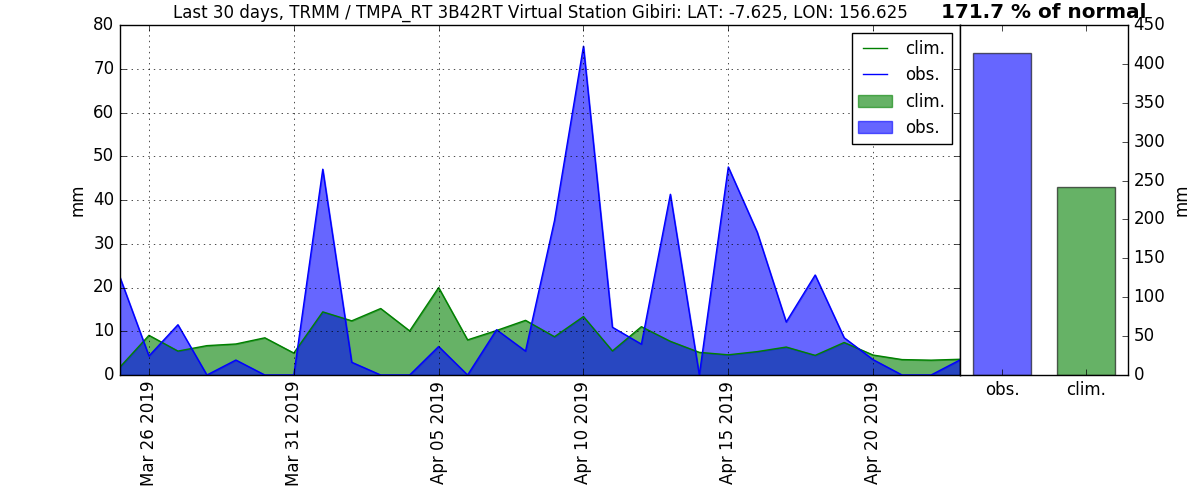 Last 30 days, TRMM / TMPA_RT 3B42RT Virtual Station Gibiri: LAT: -7.625, LON: 156.625
171.7 % of normal
80
70
60
50
40
30
20
10
0
mm
clim.
obs.
clim.
obs.
Mar 26 2019
Mar 31 2019
Apr 05 2019
Apr 10 2019
Apr 15 2019
Apr 20 2019
450
400
350
300
250
200
150
100
50
0
mm
obs.
clim.